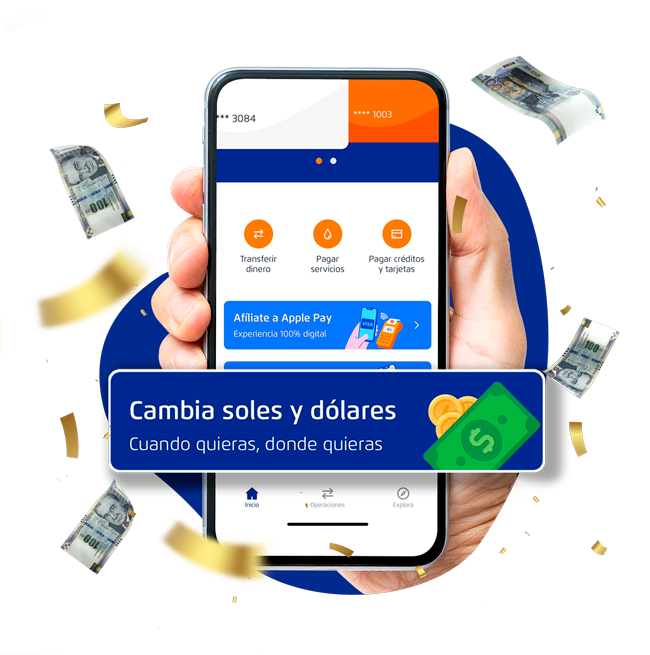 *** 3084
**** 1003
100
Transferir
dinero
Pagar
servicios
Pagar créditos
y tarjetas
Afíliate a Apple Pay
Experiencia 100% digital
VISA
100
Cambia soles y dólares
Cuando quieras, donde quieras
$
Inicio
Operaciones
Explora
100